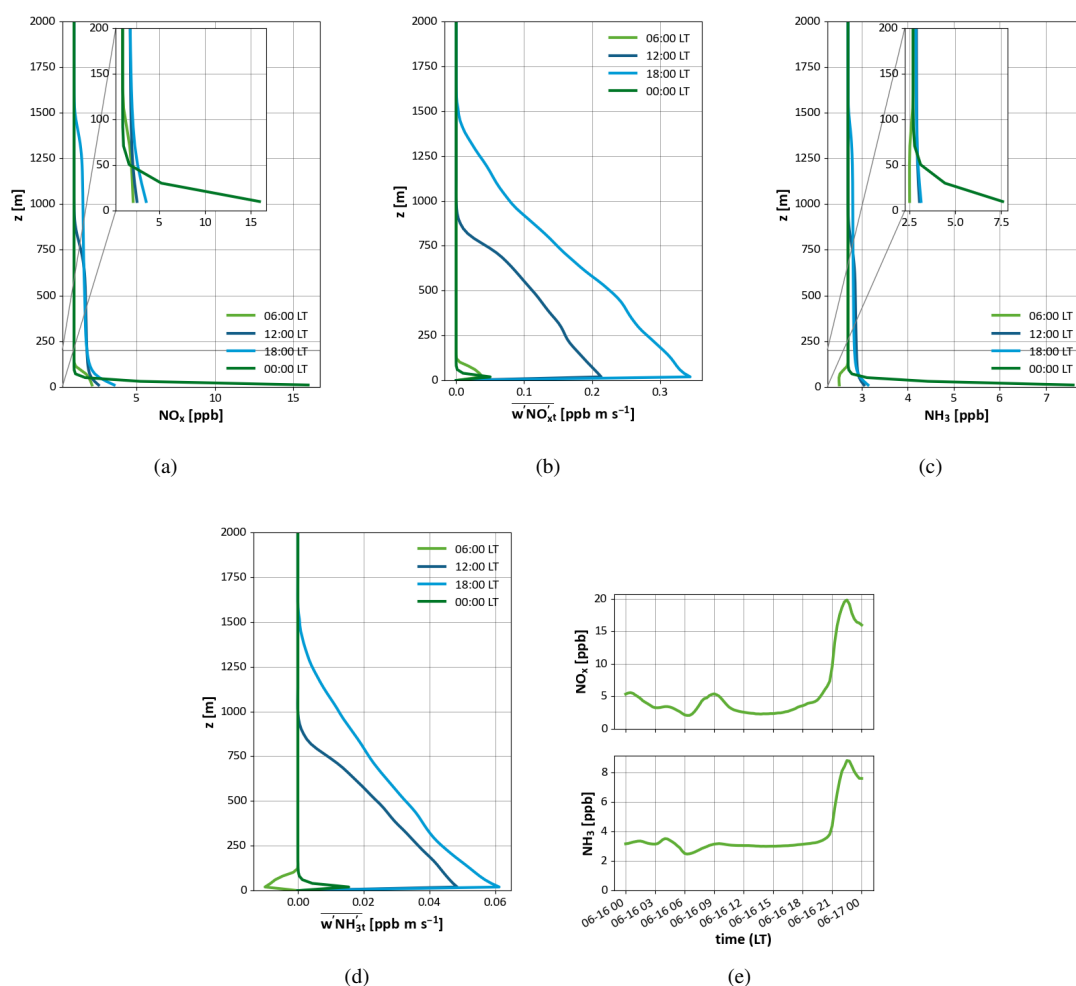 2000
1750
1500
1250
1000
750
500
250
0
z [m]
200
150
100
50
0
5
10
15
06:00 LT
12:00 LT
18:00 LT
00:00 LT
5
10
15
NOₓ [ppb]
(a)
2000
1750
1500
1250
1000
750
500
250
0
z [m]
06:00 LT
12:00 LT
18:00 LT
00:00 LT
0.0
0.1
0.2
0.3
w'NO'ₓₜ [ppb m s⁻¹]
(b)
2000
1750
1500
1250
1000
750
500
250
0
z [m]
200
150
100
50
0
2.5
5.0
7.5
06:00 LT
12:00 LT
18:00 LT
00:00 LT
3
4
5
6
7
NH₃ [ppb]
(c)
2000
1750
1500
1250
1000
750
500
250
0
z [m]
06:00 LT
12:00 LT
18:00 LT
00:00 LT
0.00
0.02
0.04
0.06
w'NH'₃ₜ [ppb m s⁻¹]
(d)
20
15
10
5
0
NOₓ [ppb]
8
6
4
2
0
NH₃ [ppb]
06-16 00
06-16 03
06-16 06
06-16 09
06-16 12
06-16 15
06-16 18
06-16 21
06-17 00
time (LT)
(e)